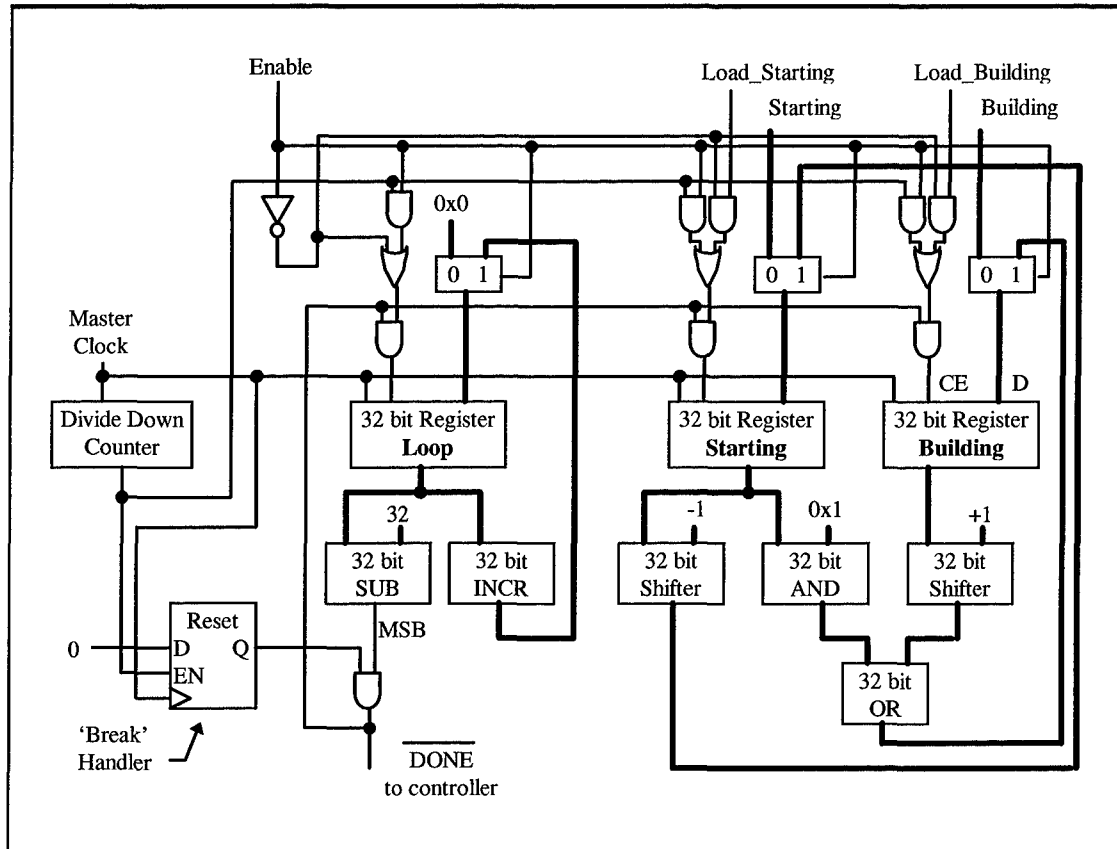 Enable
Load_Starting
Load_Building
Starting
Building
0x0
0 1
0 1
0 1
Master
Clock
CE
D
Divide Down
Counter
32 bit Register
Loop
32 bit Register
Starting
32 bit Register
Building
32
-1
0x1
+1
32 bit
SUB
32 bit
INCR
32 bit
Shifter
32 bit
AND
32 bit
Shifter
MSB
Reset
0
D
Q
EN
32 bit
OR
'Break'
Handler
DONE
to controller